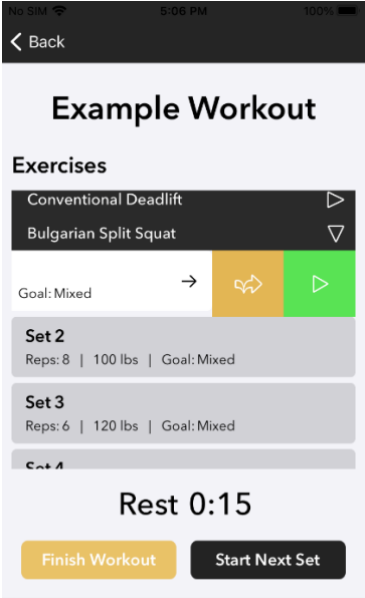 No SIM 5:06 PM 100%
Back
Example Workout
Exercises
Conventional Deadlift
Bulgarian Split Squat
Goal: Mixed
Set 2
Reps: 8 | 100 lbs | Goal: Mixed
Set 3
Reps: 6 | 120 lbs | Goal: Mixed
Set 4
Rest 0:15
Finish Workout Start Next Set